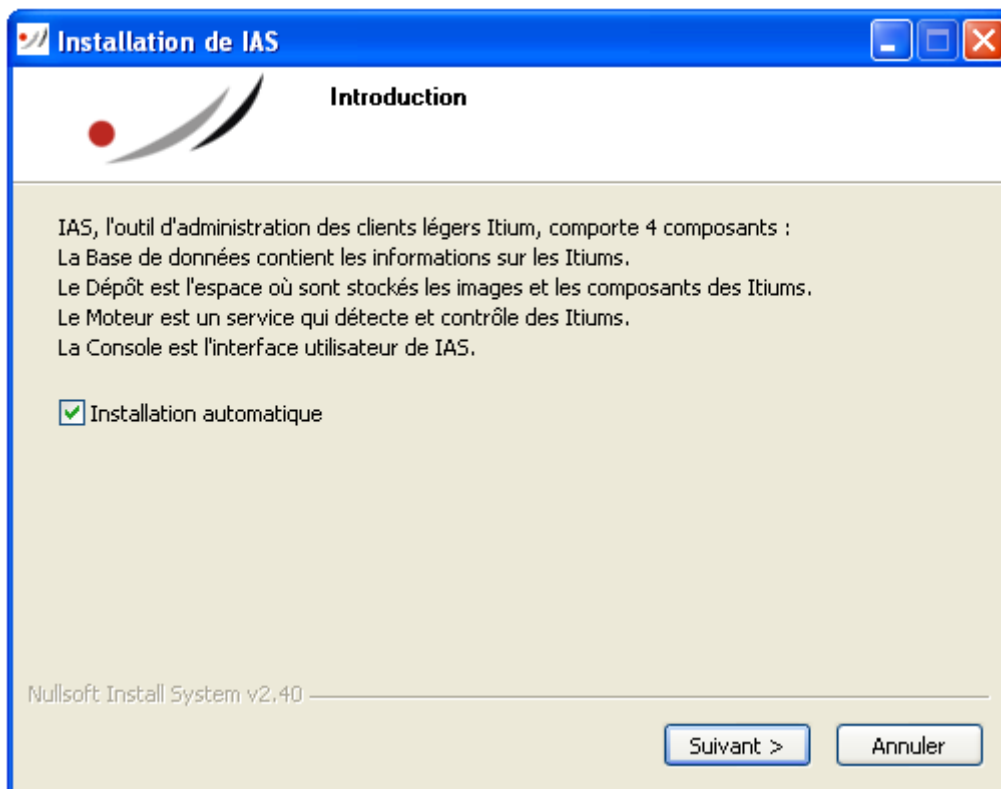 Installation de IAS
Introduction
IAS, l'outil d'administration des clients légers Itium, comporte 4 composants :
La Base de données contient les informations sur les Itiums.
Le Dépôt est l'espace où sont stockés les images et les composants des Itiums.
Le Moteur est un service qui détecte et contrôle des Itiums.
La Console est l'interface utilisateur de IAS.
Installation automatique
Nullsoft Install System v2.40
Suivant >
Annuler